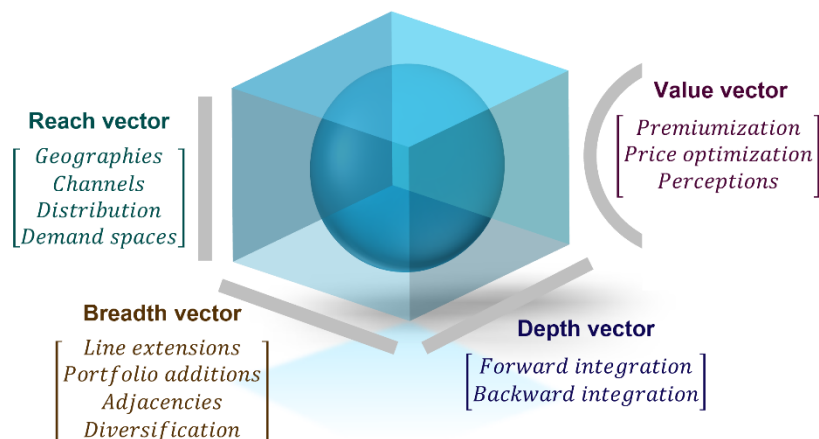 Reach vector
Geographies
Channels
Distribution
Demand spaces
Value vector
Premiumization
Price optimization
Perceptions
Breadth vector
Line extensions
Portfolio additions
Adjacencies
Diversification
Depth vector
Forward integration
Backward integration